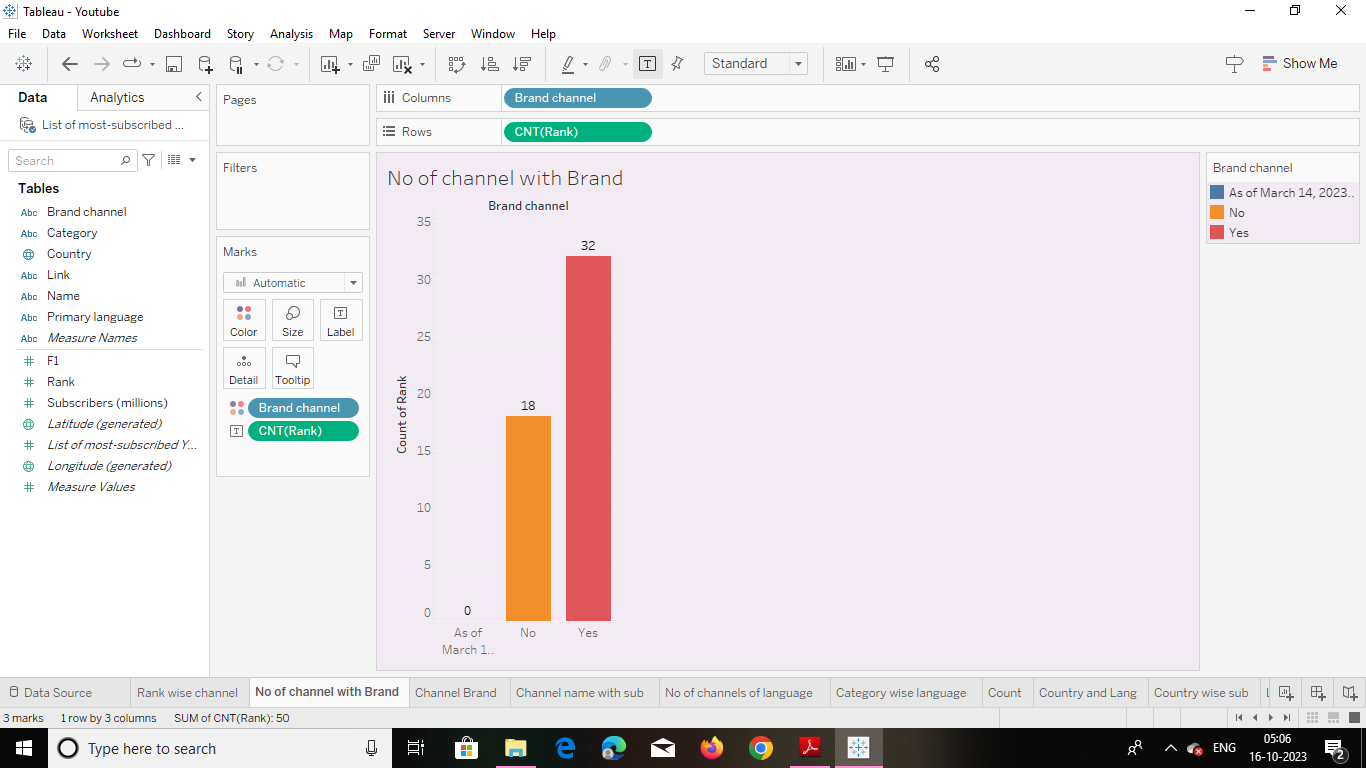 Tableau - Youtube
File Data Worksheet Dashboard Story Analysis Map Format Server Window Help
Standard
Show Me
Data Analytics
List of most-subscribed ...
Search
Tables
Abc Brand channel
Abc Category
Country
Abc Link
Abc Name
Abc Primary language
Abc Measure Names
F1
Rank
Subscribers (millions)
Latitude (generated)
List of most-subscribed Y...
Longitude (generated)
Measure Values
Pages
Filters
Marks
Automatic
Color Size Label
Detail Tooltip
Brand channel
CNT(Rank)
Columns Brand channel
Rows CNT(Rank)
No of channel with Brand
Brand channel
Count of Rank
35
30
25
20
15
10
5
0
0
18
32
As of
March 1..
No
Yes
Brand channel
As of March 14, 2023..
No
Yes
Data Source Rank wise channel No of channel with Brand Channel Brand Channel name with sub No of channels of language Category wise language Count Country and Lang Country wise sub
3 marks 1 row by 3 columns SUM of CNT(Rank): 50
Type here to search
ENG
05:06
16-10-2023
2